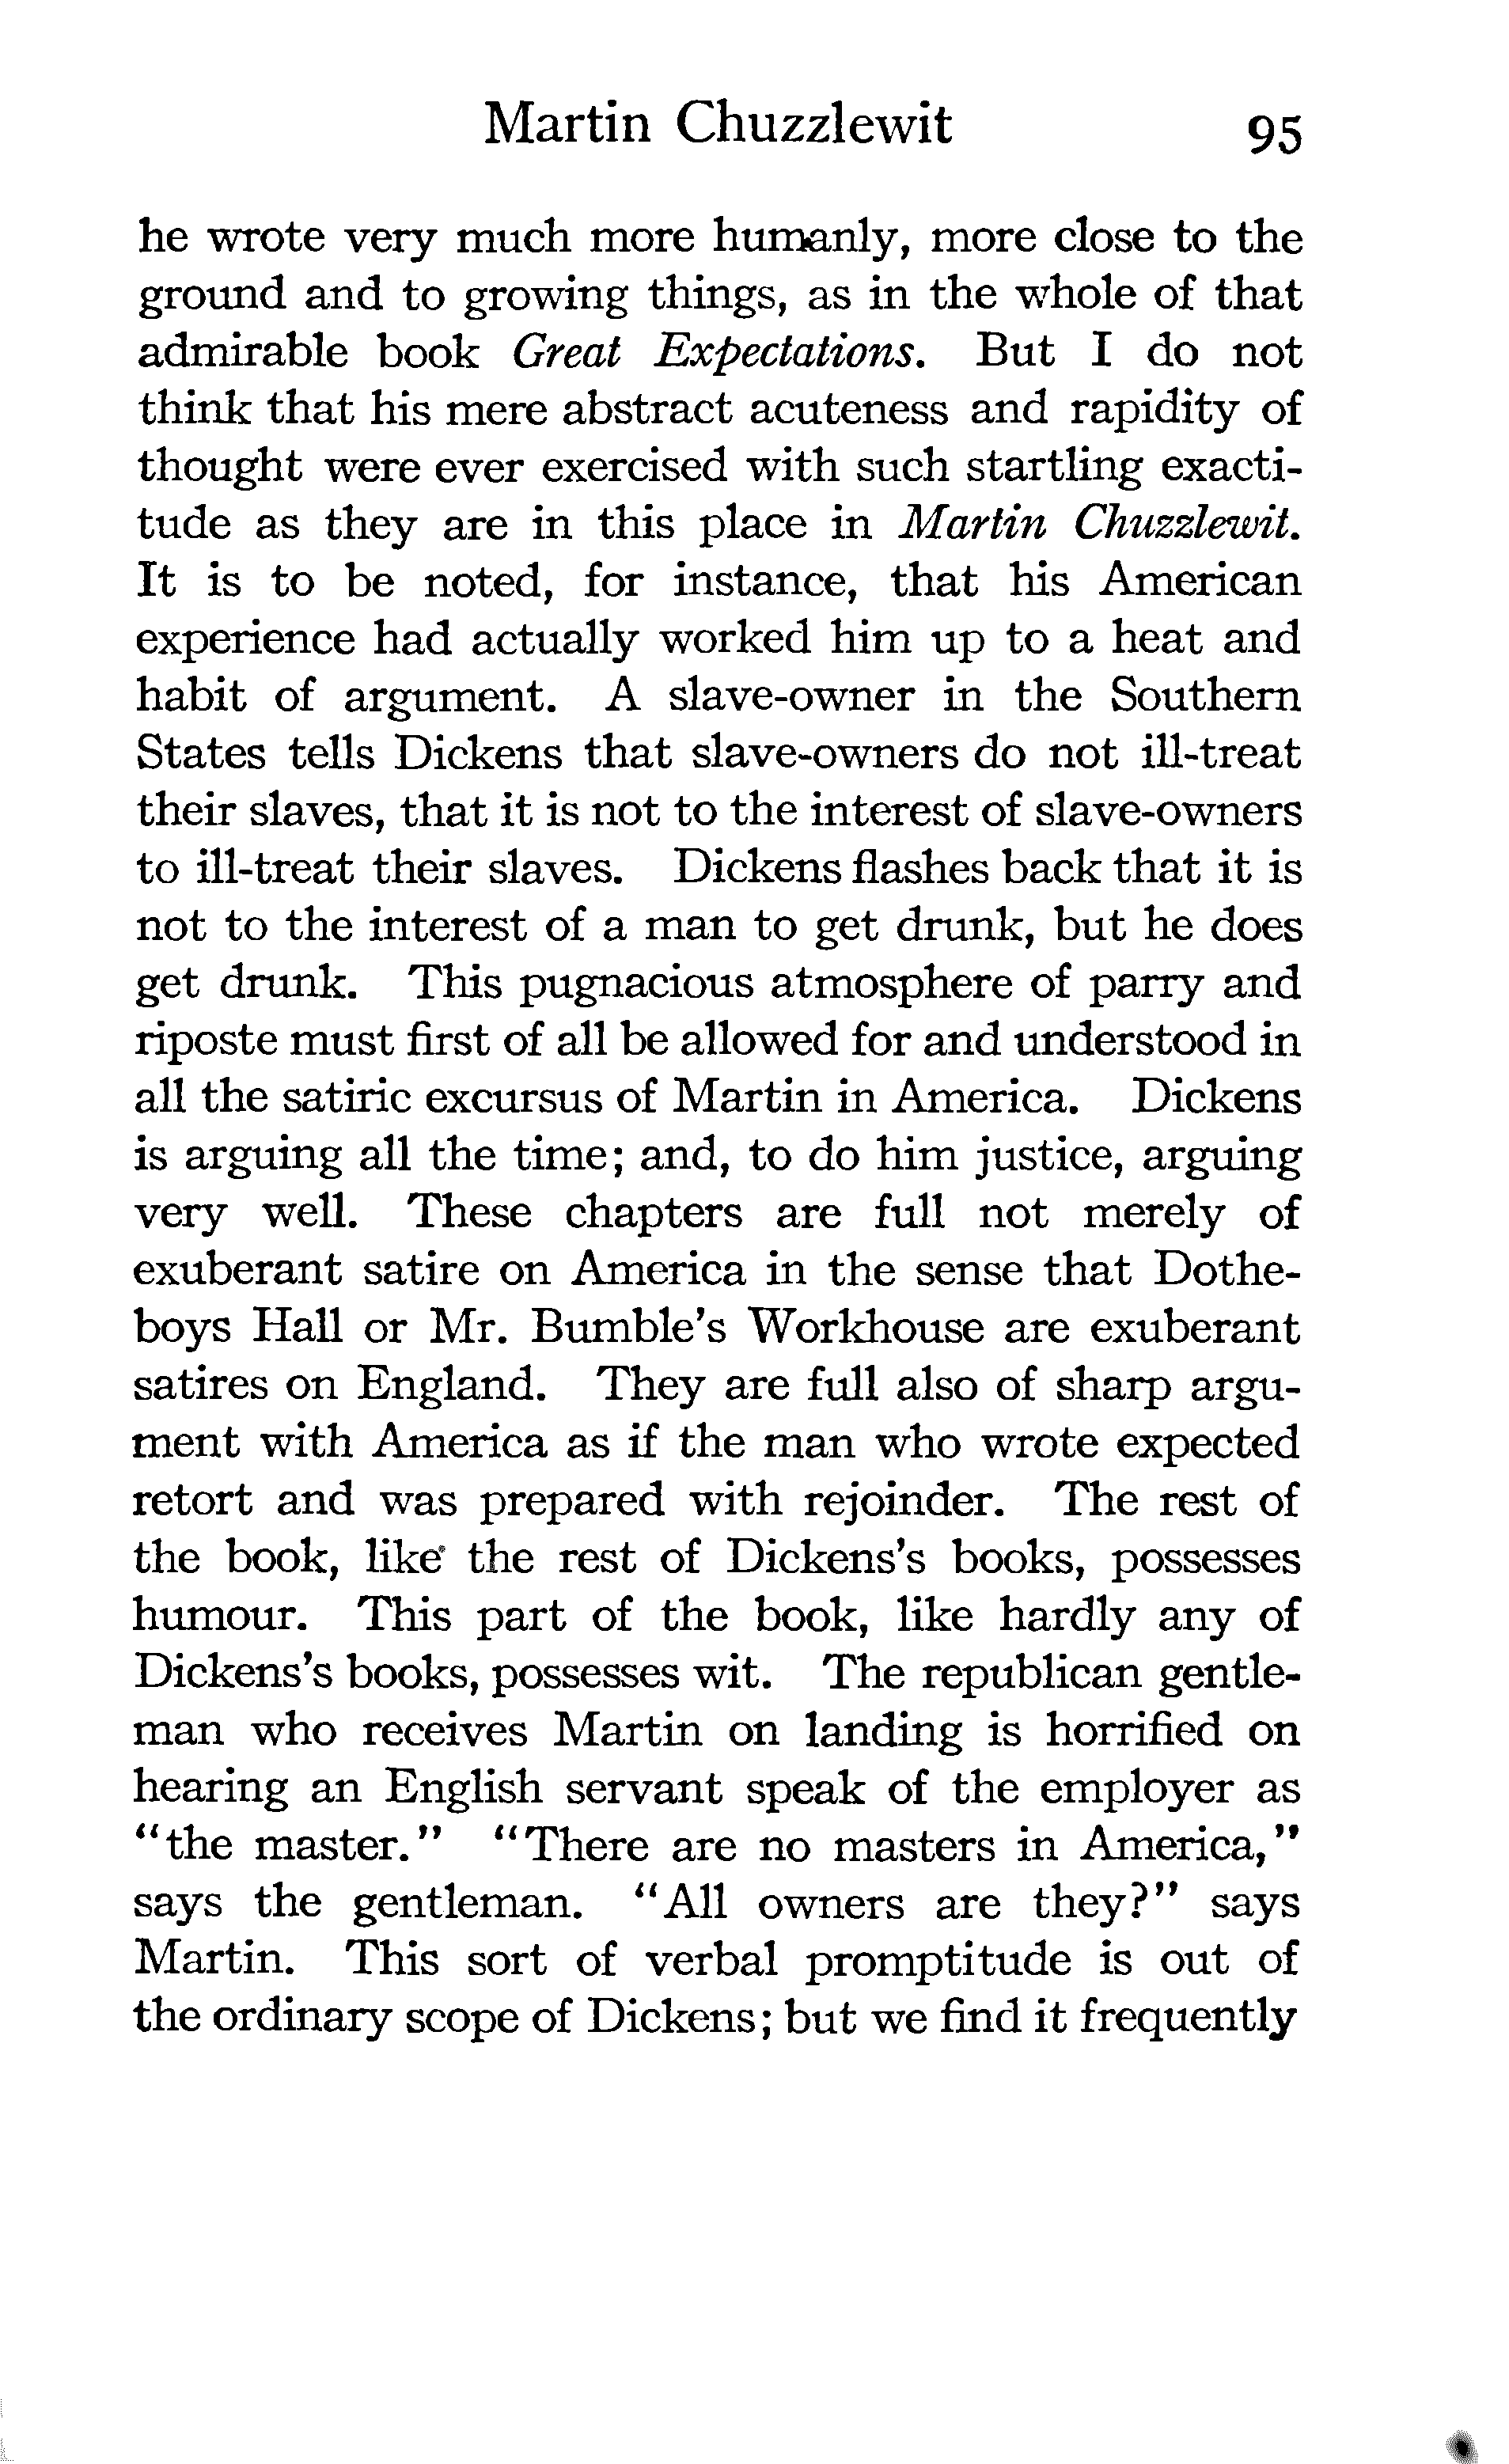 Martin Chuzzlewit 95
he wrote very much more humanly, more close to the
ground and to growing things, as in the whole of that
admirable book Great Expectations. But I do not
think that his mere abstract acuteness and rapidity of
thought were ever exercised with such startling exacti-
tude as they are in this place in Martin Chuzzlewit.
It is to be noted, for instance, that his American
experience had actually worked him up to a heat and
habit of argument. A slave-owner in the Southern
States tells Dickens that slave-owners do not ill-treat
their slaves, that it is not to the interest of slave-owners
to ill-treat their slaves. Dickens flashes back that it is
not to the interest of a man to get drunk, but he does
get drunk. This pugnacious atmosphere of parry and
riposte must first of all be allowed for and understood in
all the satiric excursus of Martin in America. Dickens
is arguing all the time; and, to do him justice, arguing
very well. These chapters are full not merely of
exuberant satire on America in the sense that Dothe-
boys Hall or Mr. Bumble's Workhouse are exuberant
satires on England. They are full also of sharp argu-
ment with America as if the man who wrote expected
retort and was prepared with rejoinder. The rest of
the book, like the rest of Dickens's books, possesses
humour. This part of the book, like hardly any of
Dickens's books, possesses wit. The republican gentle-
man who receives Martin on landing is horrified on
hearing an English servant speak of the employer as
"the master." "There are no masters in America,"
says the gentleman. "All owners are they?" says
Martin. This sort of verbal promptitude is out of
the ordinary scope of Dickens; but we find it frequently